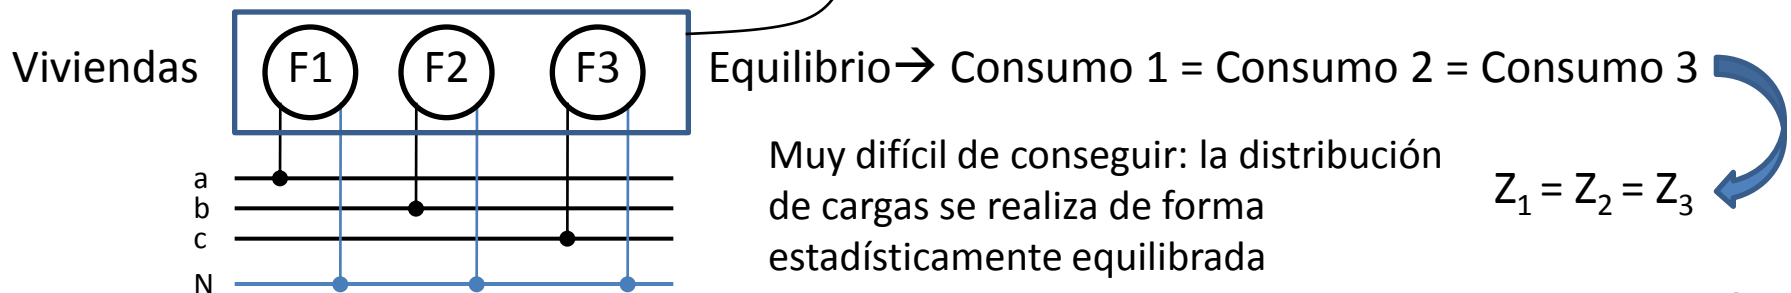 Viviendas F1 F2 F3 Equilibrio→ Consumo 1 = Consumo 2 = Consumo 3
Muy difícil de conseguir: la distribución
de cargas se realiza de forma
estadísticamente equilibrada
Z₁ = Z₂ = Z₃
a
b
c
N